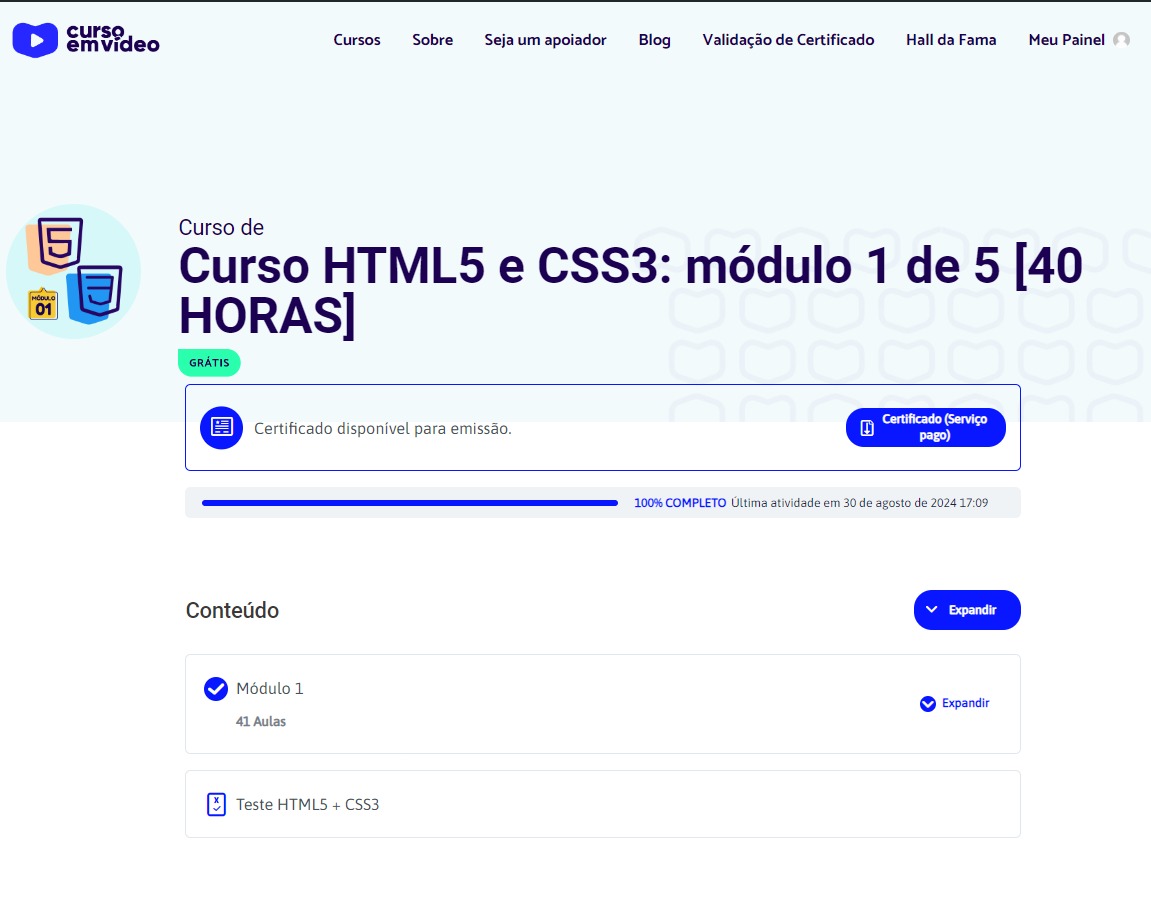 curso
emvídeo
Cursos Sobre Seja um apoiador Blog Validação de Certificado Hall da Fama Meu Painel
Curso de
Curso HTML5 e CSS3: módulo 1 de 5 [40
HORAS]
MÓDULO
01
GRÁTIS
Certificado disponível para emissão.
Certificado (Serviço
pago)
100% COMPLETO Última atividade em 30 de agosto de 2024 17:09
Conteúdo
Expandir
Módulo 1
41 Aulas
Expandir
Teste HTML5 + CSS3